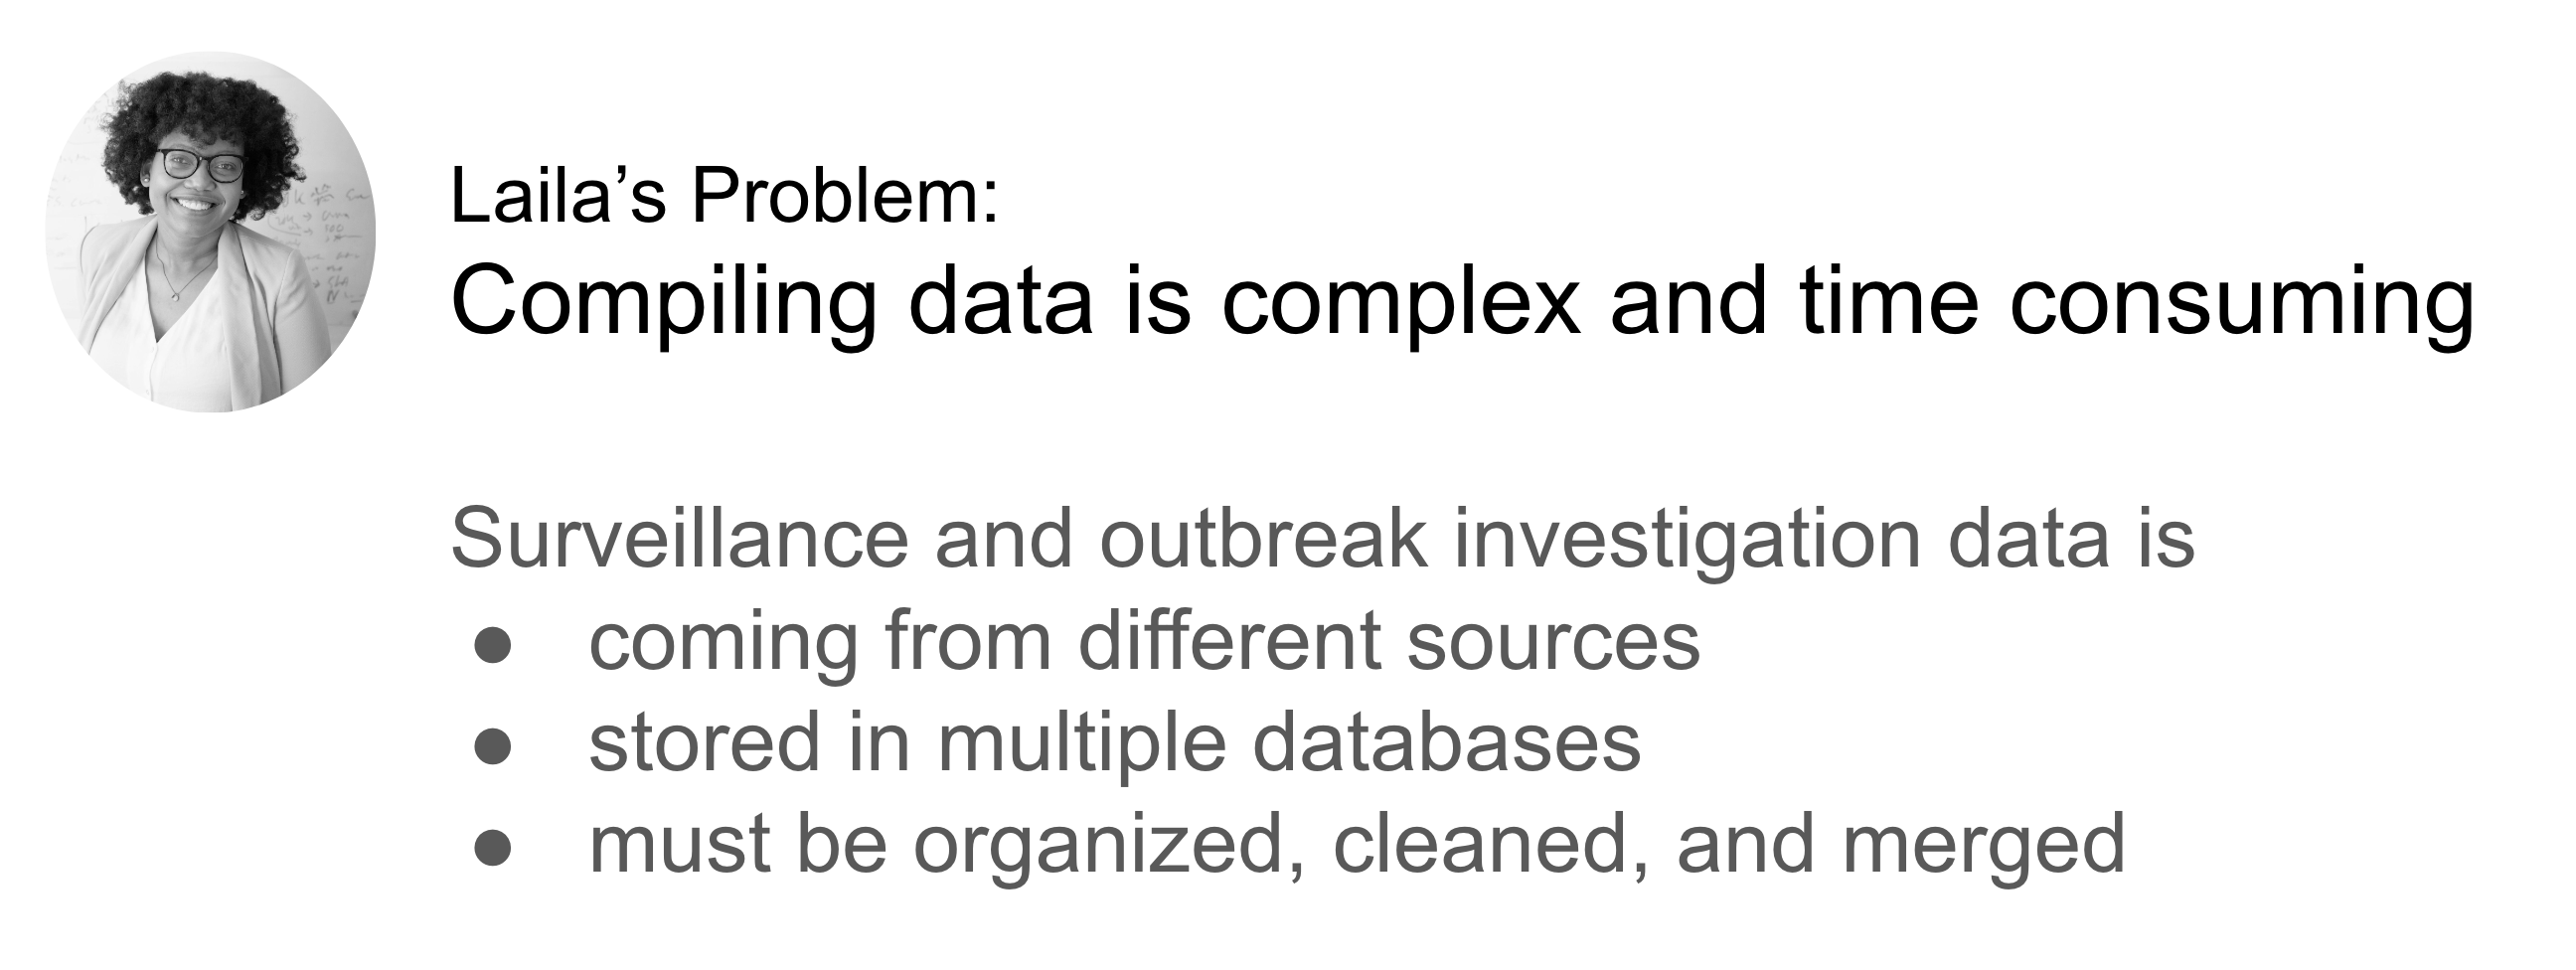 Laila’s Problem:
Compiling data is complex and time consuming
Surveillance and outbreak investigation data is
● coming from different sources
● stored in multiple databases
● must be organized, cleaned, and merged